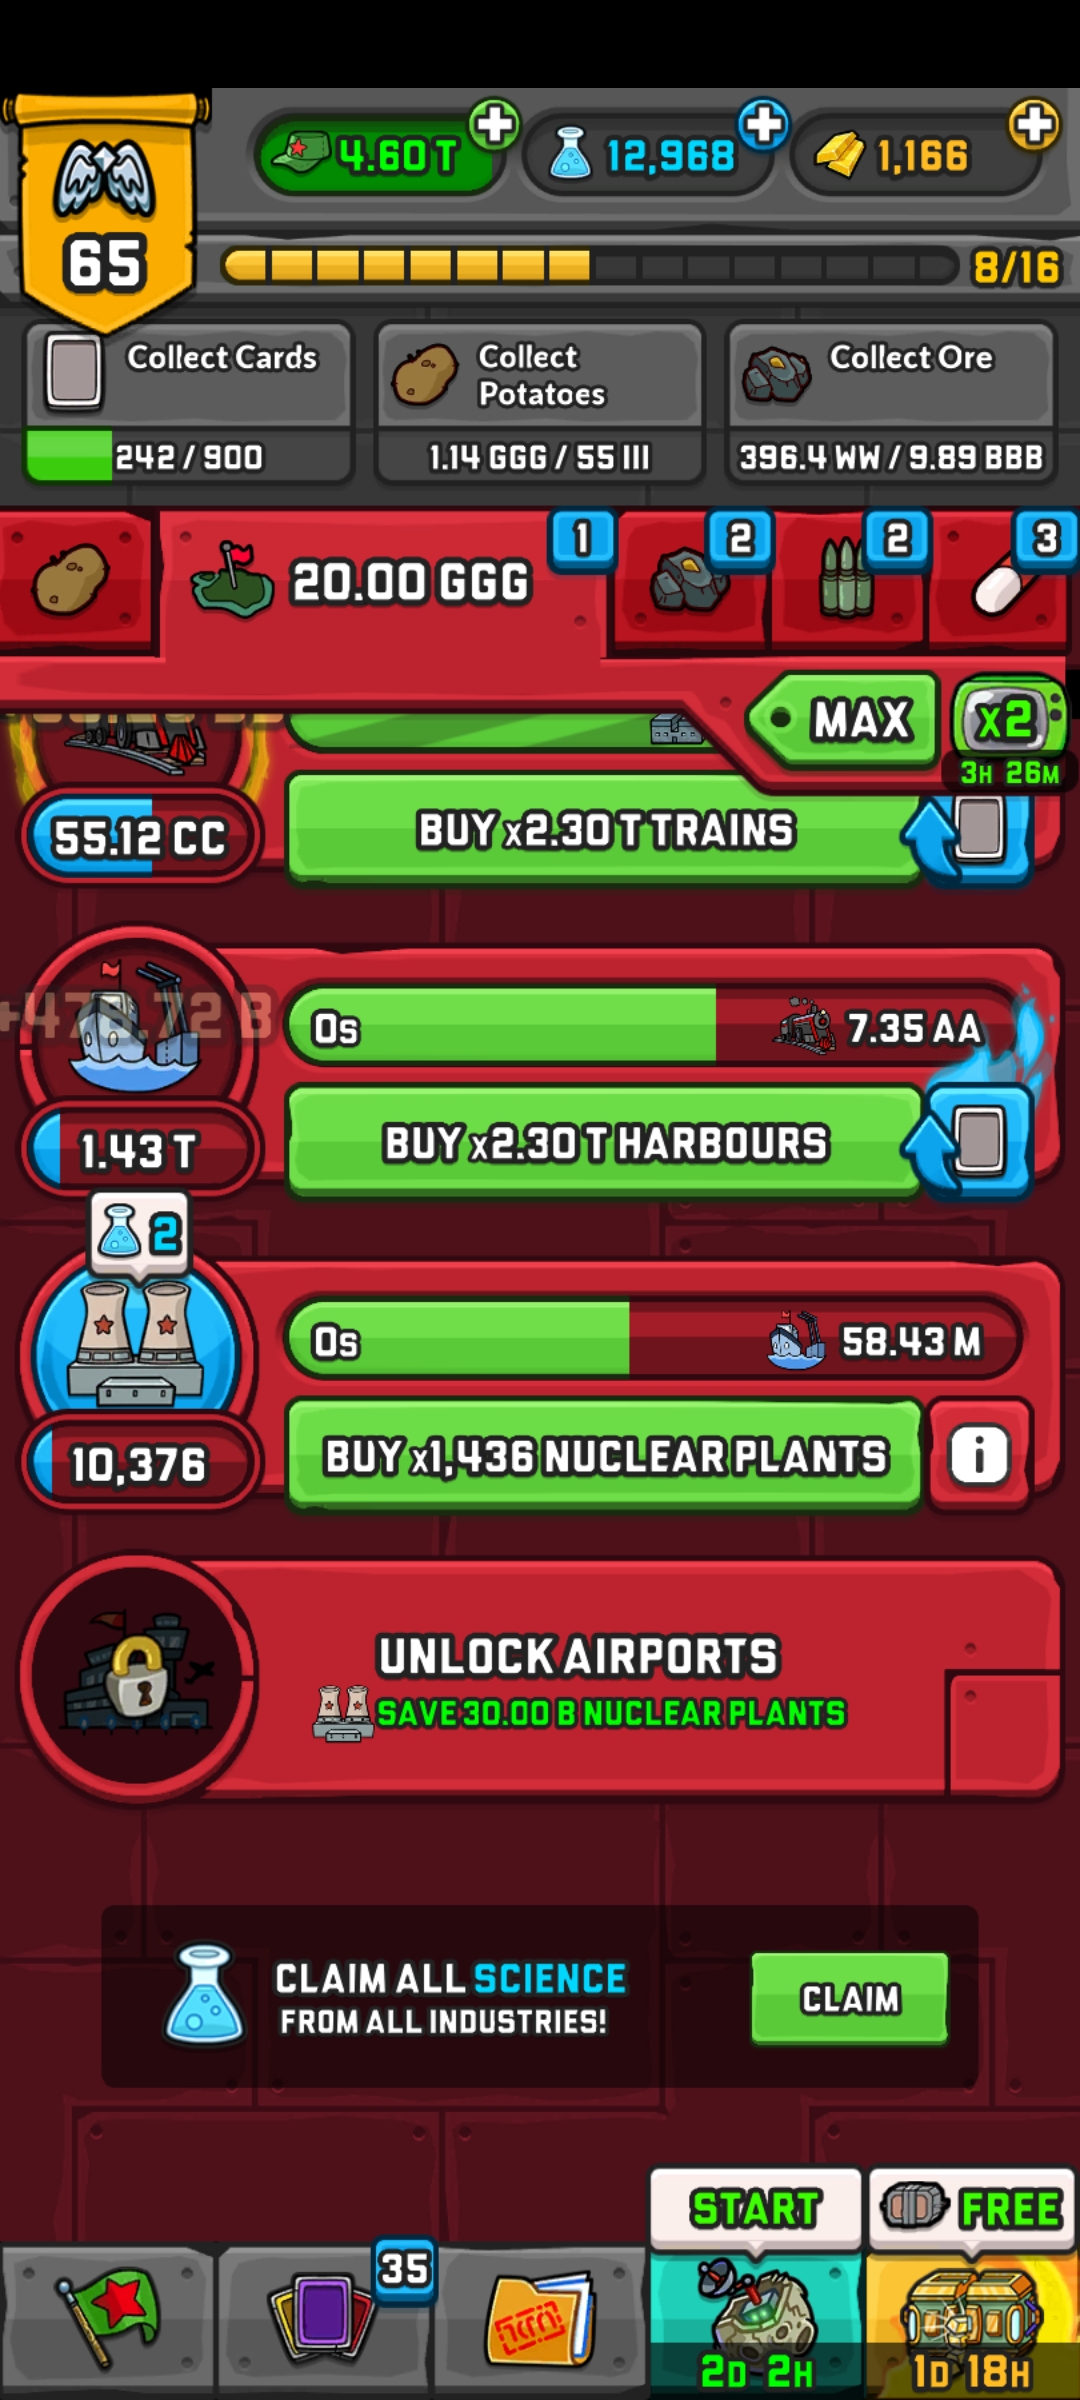 4.60 T
12,968
1,166
65
8/16
Collect Cards
242 / 900
Collect
Potatoes
1.14 GGG / 55 III
Collect Ore
396.4 WW / 9.89 BBB
20.00 GGG
1
2
2
3
MAX
x2
3H 26M
55.12 CC
BUY x2.30 T TRAINS
0s
7.35 AA
1.43 T
BUY x2.30 T HARBOURS
2
0s
58.43 M
10,376
BUY x1,436 NUCLEAR PLANTS
i
UNLOCK AIRPORTS
SAVE 30.00 B NUCLEAR PLANTS
CLAIM ALL SCIENCE
FROM ALL INDUSTRIES!
CLAIM
START
FREE
35
2D 2H
1D 18H